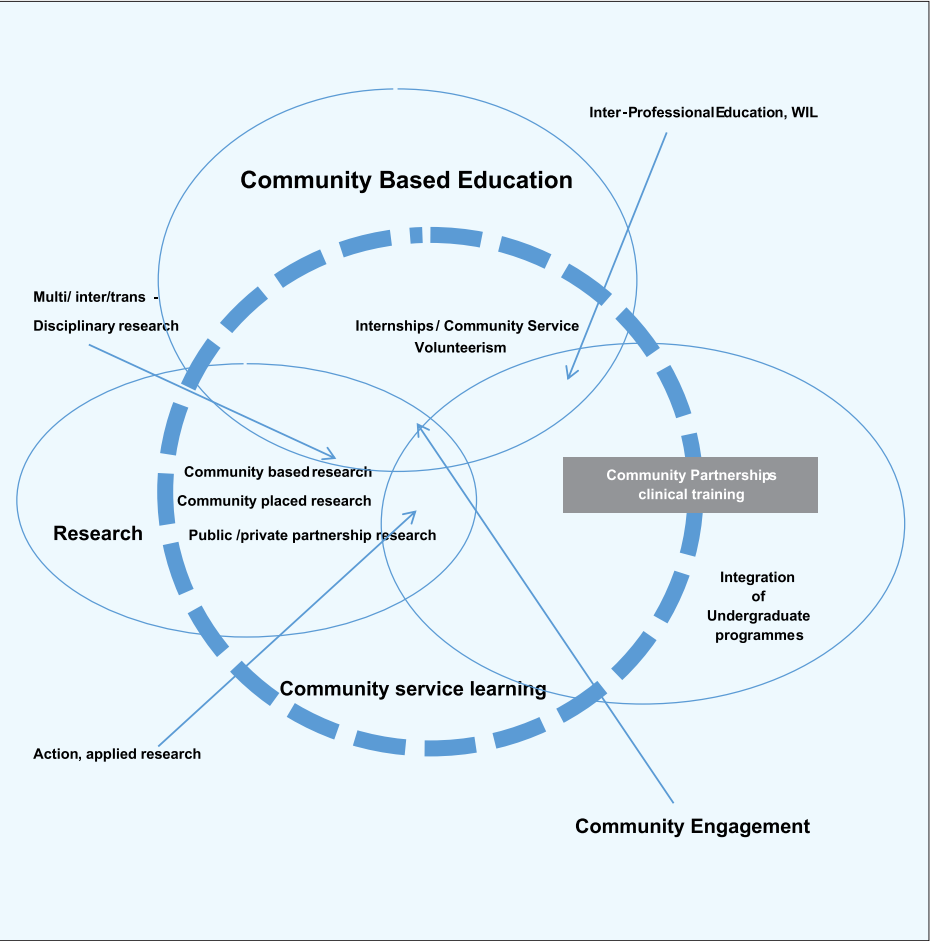 Inter-Professional Education, WIL
Community Based Education
Multi/ inter/trans -
Disciplinary research
Internships / Community Service
Volunteerism
Community based research
Community placed research
Public /private partnership research
Research
Community Partnerships
clinical training
Integration
of
Undergraduate
programmes
Community service learning
Action, applied research
Community Engagement